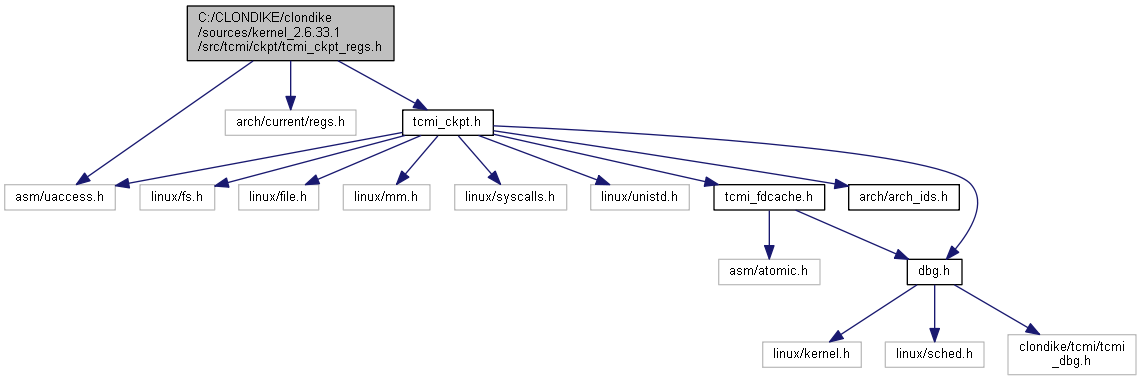 C:/CLONDIKE/clondike
/sources/kernel_2.6.33.1
/src/tcmi/ckpt/tcmi_ckpt_regs.h
arch/current/regs.h
tcmi_ckpt.h
asm/uaccess.h
linux/fs.h
linux/file.h
linux/mm.h
linux/syscalls.h
linux/unistd.h
tcmi_fdcache.h
arch/arch_ids.h
asm/atomic.h
dbg.h
linux/kernel.h
linux/sched.h
clondike/tcmi/tcmi
_dbg.h